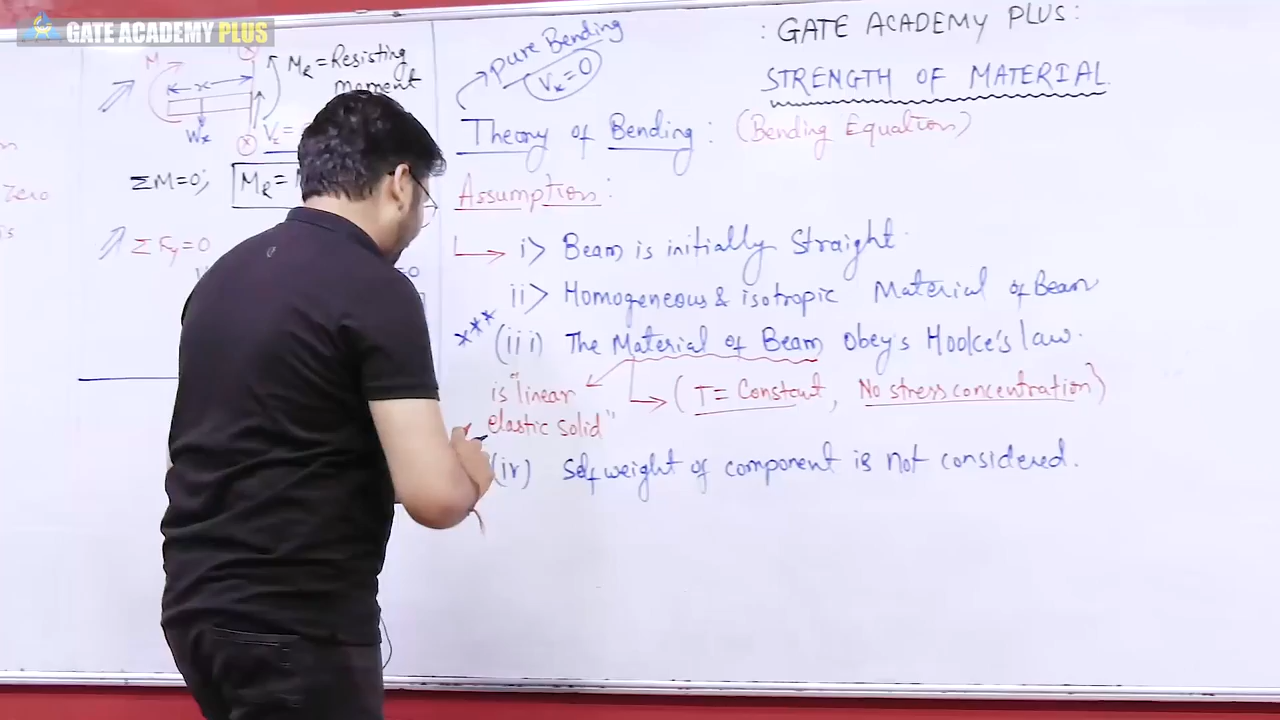 GATE ACADEMY PLUS
: GATE ACADEMY PLUS :
STRENGTH OF MATERIAL
M
x
Wx
MR = Resisting
moment
Vx =
ΣM=0;
MR =
ΣFy=0
=0
zero
Pure Bending
Vx = 0
Theory of Bending : (Bending Equation)
Assumption :
i> Beam is initially Straight
ii> Homogeneous & isotropic Material of Beam
*** (iii) The Material of Beam Obey's Hooke's law.
is "linear
elastic solid"
(T = Constant, No stress concentration)
(iv) Self weight of component is not considered.